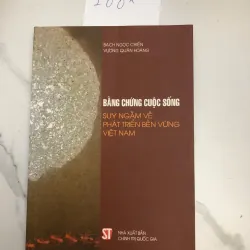 BẠCH NGỌC CHIẾN
VƯƠNG QUÂN HOÀNG
BẰNG CHỨNG CUỘC SỐNG
SUY NGẪM VỀ
PHÁT TRIỂN BỀN VỮNG
VIỆT NAM
ST
NHÀ XUẤT BẢN
CHÍNH TRỊ QUỐC GIA